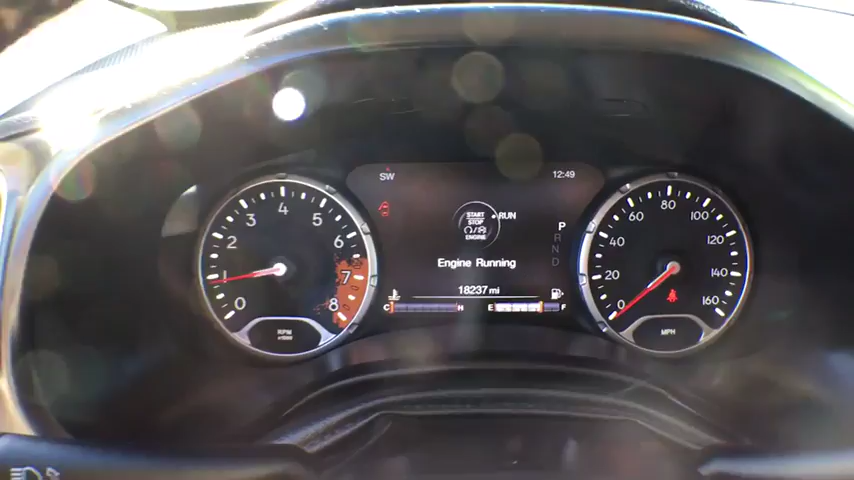 SW
12:49
START
STOP
ENGINE
RUN
Engine Running
18237 mi
C H
E F
P
R
N
D
0 1 2 3 4 5 6 7 8
RPM
x1000
0 20 40 60 80 100 120 140 160
MPH